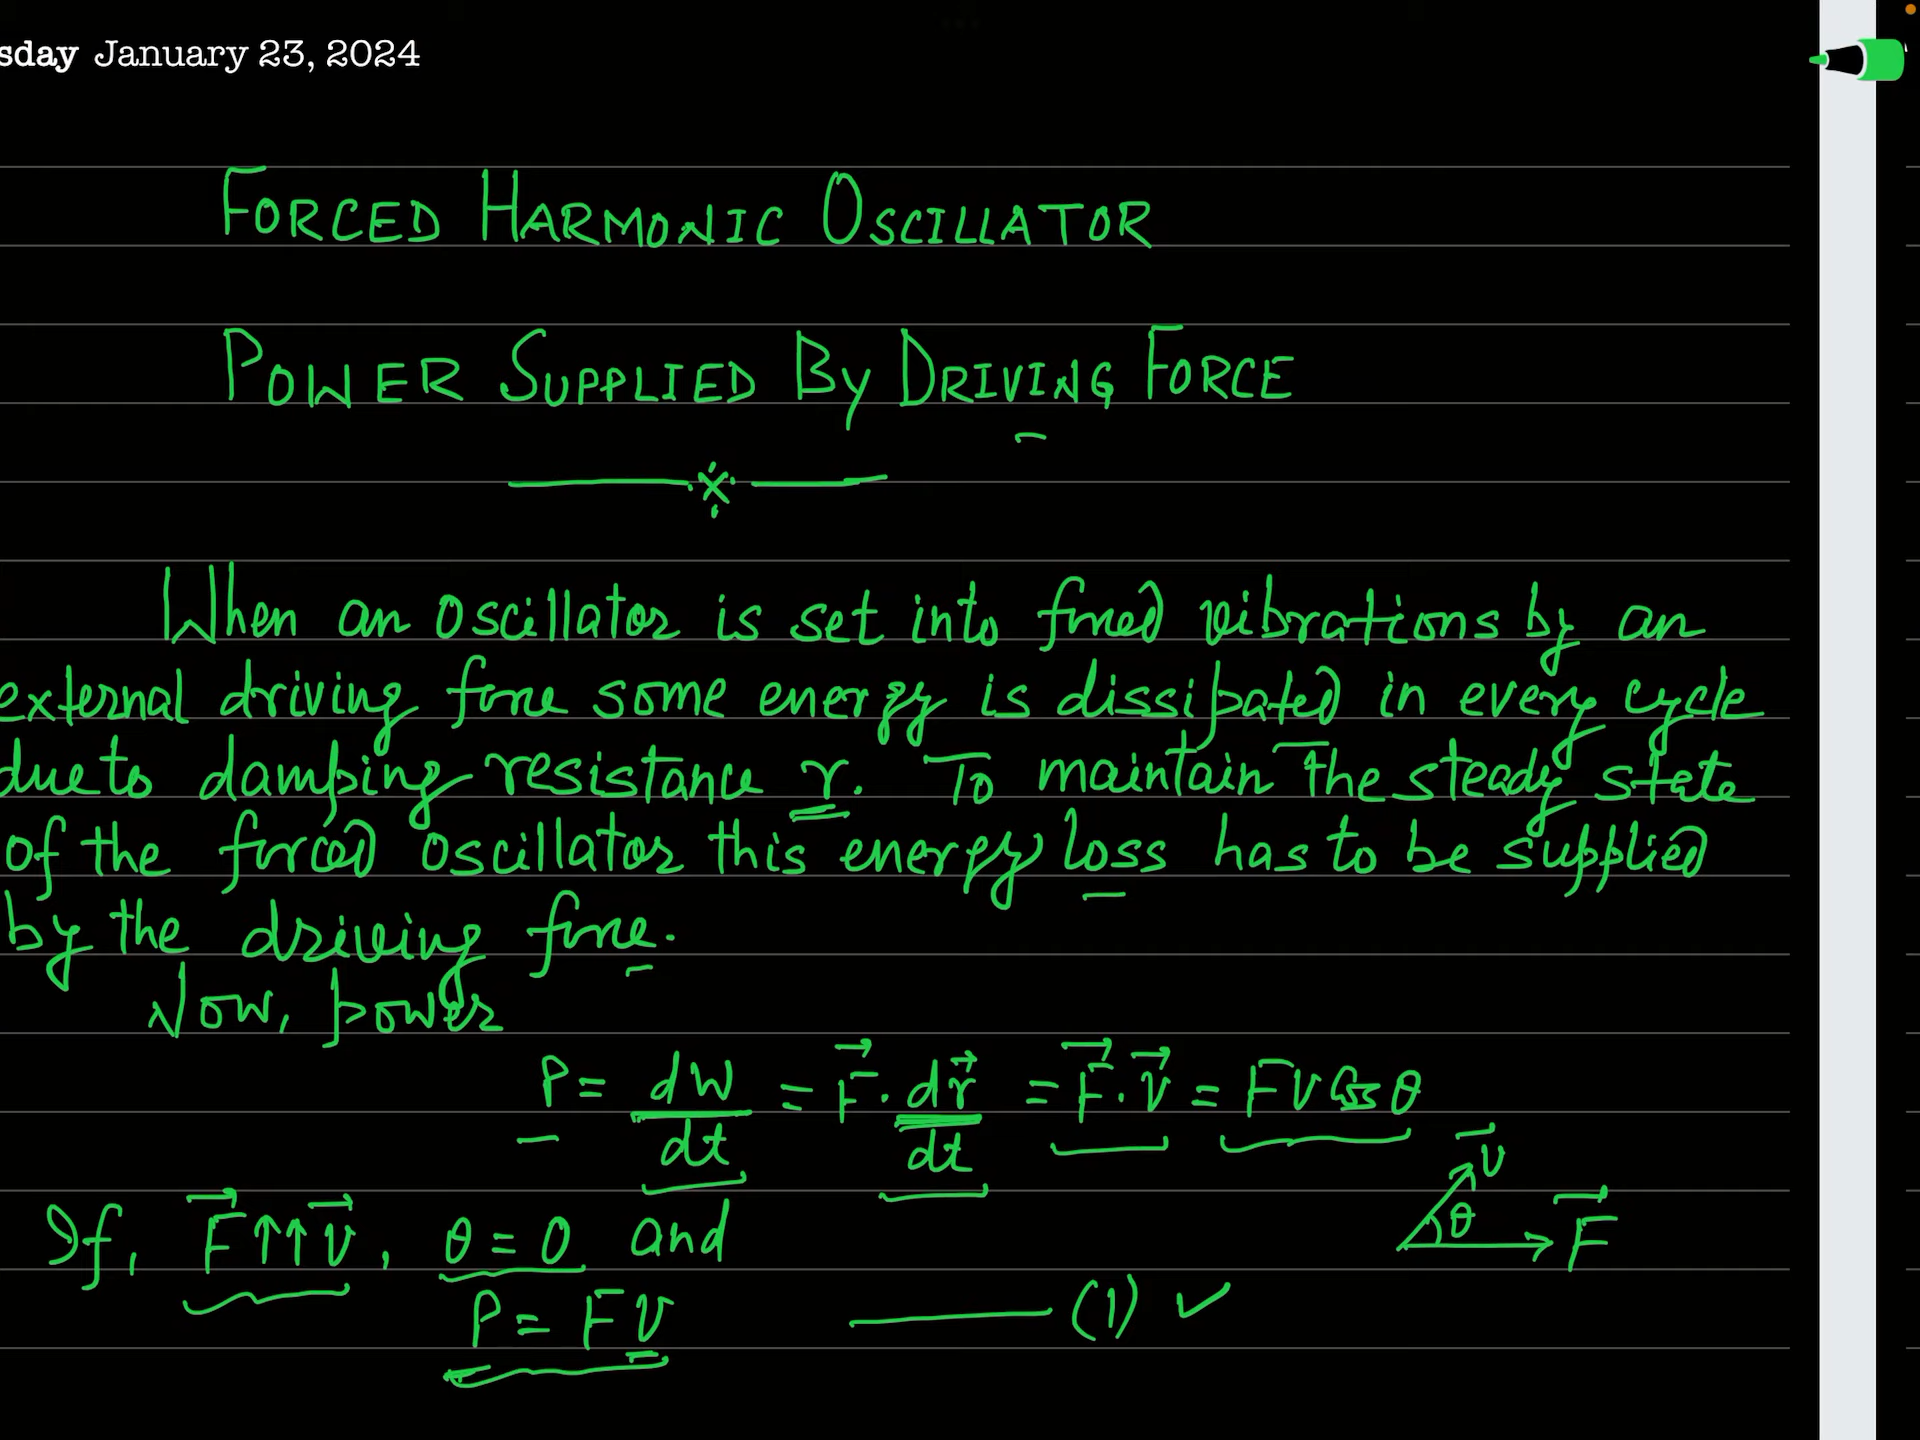 sday January 23, 2024
FORCED HARMONIC OSCILLATOR
POWER SUPPLIED By DRIVING FORCE
When an oscillator is set into forced vibrations by an
external driving force some energy is dissipated in every cycle
due to damping resistance r. To maintain the steady state
of the forced oscillator this energy loss has to be supplied
by the driving force.
Now, power
P = dW/dt = F⃗ · dr⃗/dt = F⃗ · v⃗ = F v Cos θ
v⃗
θ
F⃗
If, F⃗ ↑↑ v⃗, θ = 0 and
P = Fv ——— (1) ✓